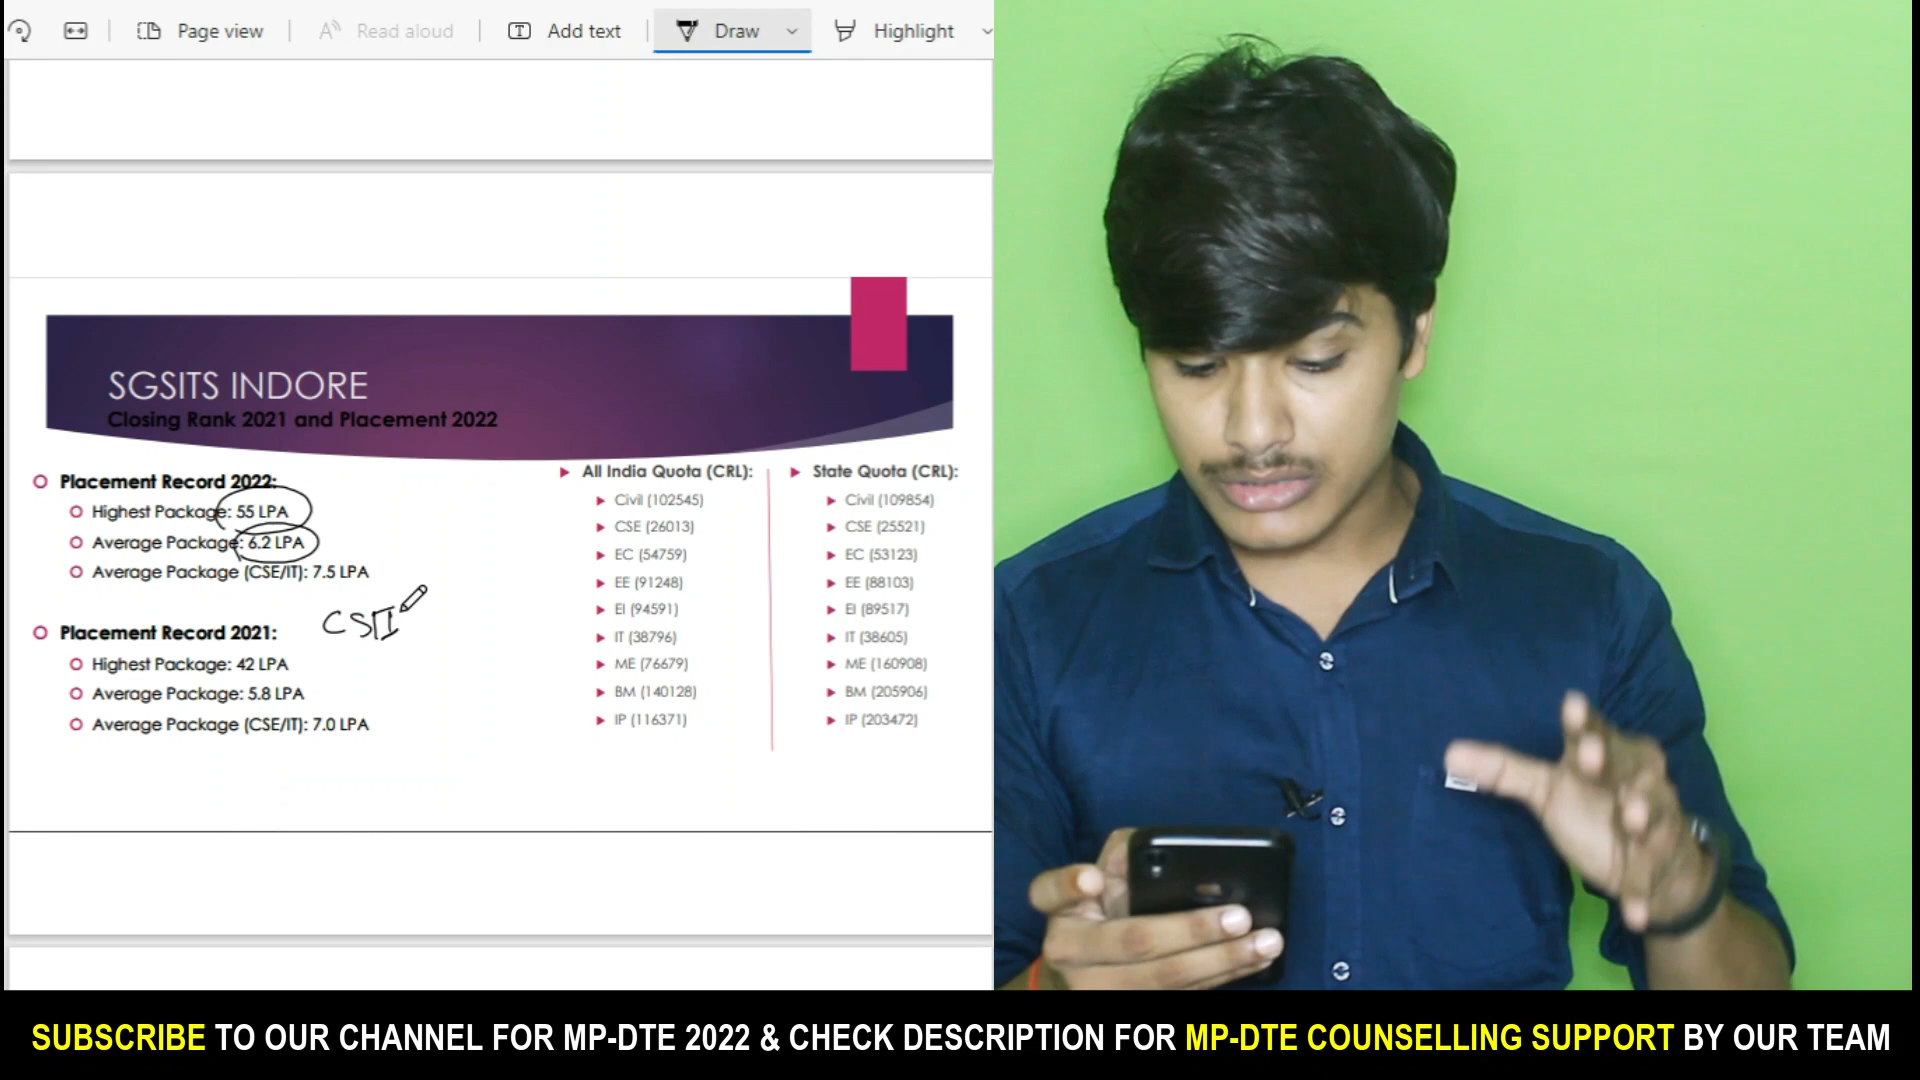 Page view
Read aloud
Add text
Draw
Highlight
SGSITS INDORE
Closing Rank 2021 and Placement 2022
Placement Record 2022:
Highest Package: 55 LPA
Average Package: 6.2 LPA
Average Package (CSE/IT): 7.5 LPA
Placement Record 2021:
Highest Package: 42 LPA
Average Package: 5.8 LPA
Average Package (CSE/IT): 7.0 LPA
All India Quota (CRL):
Civil (102545)
CSE (26013)
EC (54759)
EE (91248)
EI (94591)
IT (38796)
ME (76679)
BM (140128)
IP (116371)
State Quota (CRL):
Civil (109854)
CSE (25521)
EC (53123)
EE (88103)
EI (89517)
IT (38605)
ME (160908)
BM (205906)
IP (203472)
SUBSCRIBE TO OUR CHANNEL FOR MP-DTE 2022 & CHECK DESCRIPTION FOR MP-DTE COUNSELLING SUPPORT BY OUR TEAM